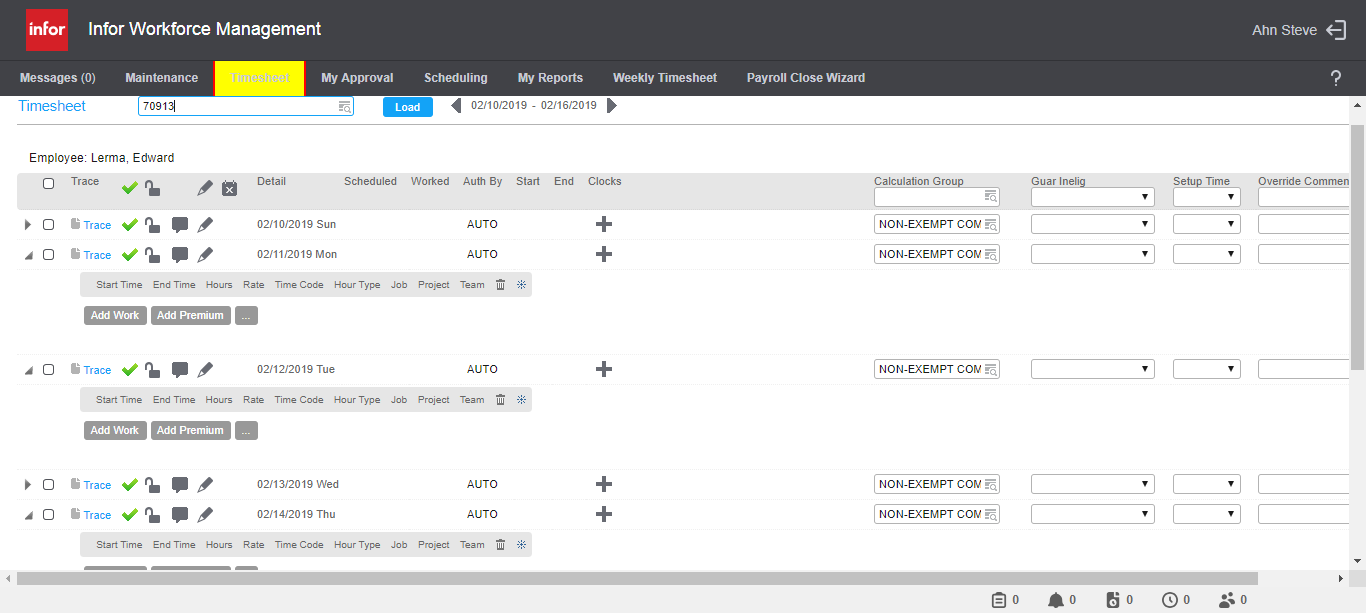 infor Infor Workforce Management Ahn Steve
Messages (0) Maintenance Timesheet My Approval Scheduling My Reports Weekly Timesheet Payroll Close Wizard ?
Timesheet 70913 Load 02/10/2019 - 02/16/2019
Employee: Lerma, Edward
Trace Detail Scheduled Worked Auth By Start End Clocks Calculation Group Guar Inelig Setup Time Override Commen
Trace 02/10/2019 Sun AUTO NON-EXEMPT COM
Trace 02/11/2019 Mon AUTO NON-EXEMPT COM
Start Time End Time Hours Rate Time Code Hour Type Job Project Team
Add Work Add Premium ...
Trace 02/12/2019 Tue AUTO NON-EXEMPT COM
Start Time End Time Hours Rate Time Code Hour Type Job Project Team
Add Work Add Premium ...
Trace 02/13/2019 Wed AUTO NON-EXEMPT COM
Trace 02/14/2019 Thu AUTO NON-EXEMPT COM
Start Time End Time Hours Rate Time Code Hour Type Job Project Team
0 0 0 0 0